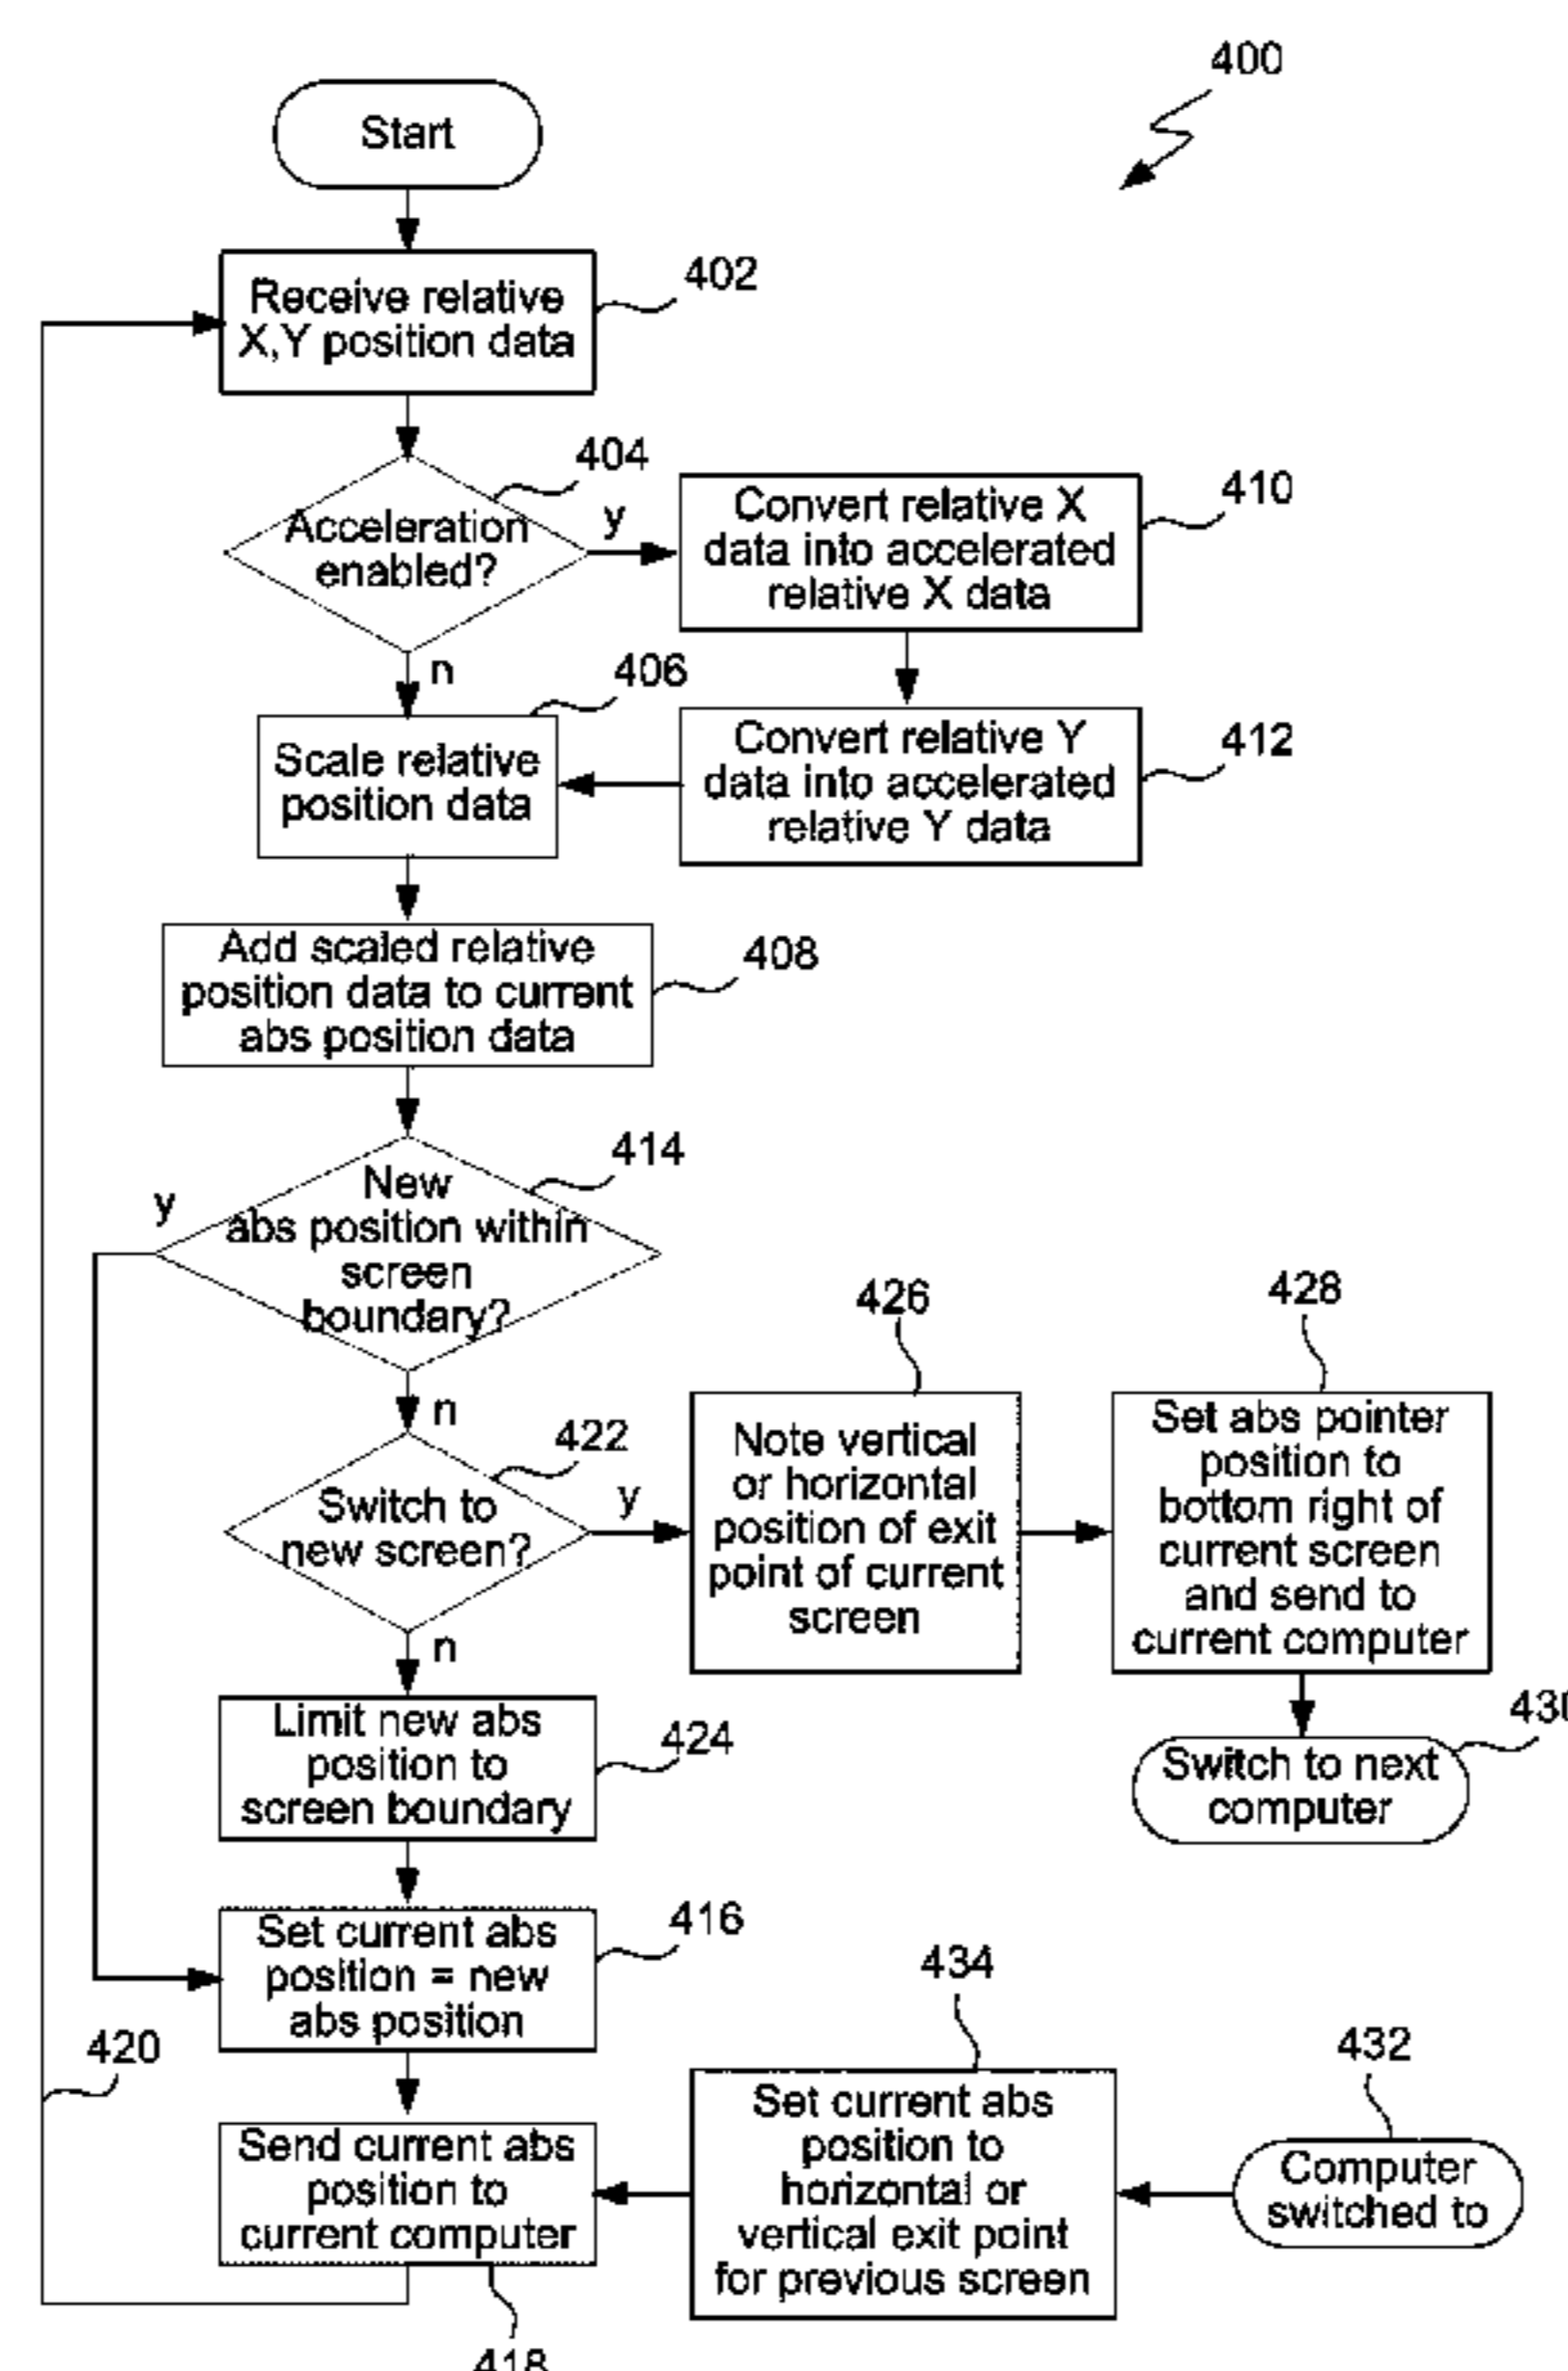 400
Start
Receive relative
X,Y position data
402
404
Acceleration
enabled?
y
n
Convert relative X
data into accelerated
relative X data
410
406
Scale relative
position data
Convert relative Y
data into accelerated
relative Y data
412
Add scaled relative
position data to current
abs position data
408
414
New
abs position within
screen
boundary?
y
n
422
Switch to
new screen?
y
n
426
Note vertical
or horizontal
position of exit
point of current
screen
428
Set abs pointer
position to
bottom right of
current screen
and send to
current computer
430
Switch to next
computer
Limit new abs
position to
screen boundary
424
Set current abs
position = new
abs position
416
420
434
Set current abs
position to
horizontal or
vertical exit point
for previous screen
432
Computer
switched to
Send current abs
position to
current computer
418